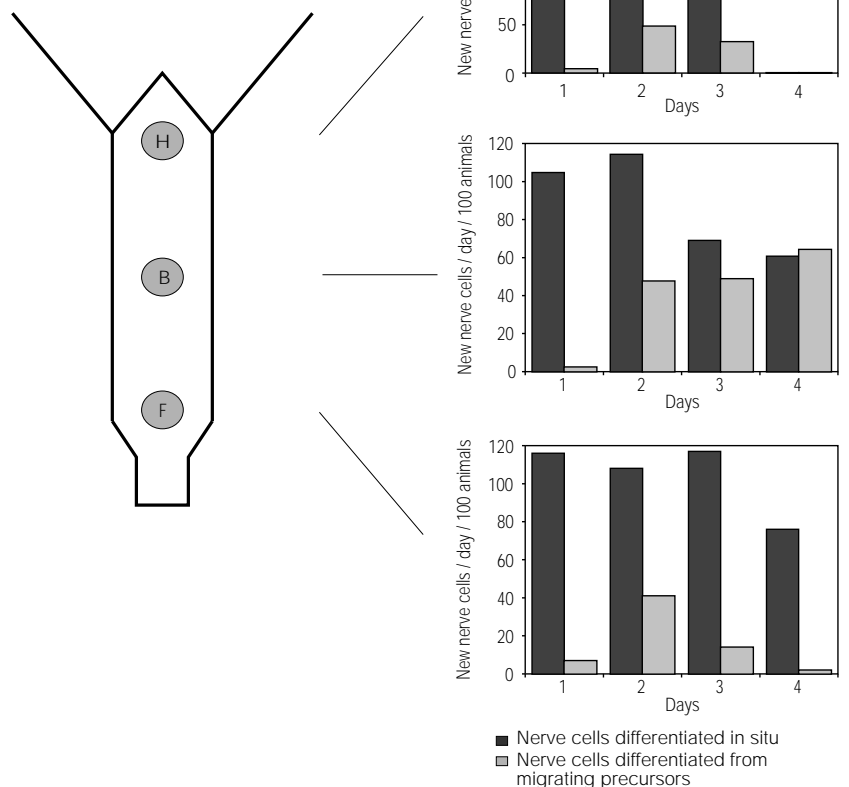 H
B
F
New nerve
50
0
1 2 3 4
Days
New nerve cells / day / 100 animals
120
100
80
60
40
20
0
1 2 3 4
Days
New nerve cells / day / 100 animals
120
100
80
60
40
20
0
1 2 3 4
Days
Nerve cells differentiated in situ
Nerve cells differentiated from
migrating precursors